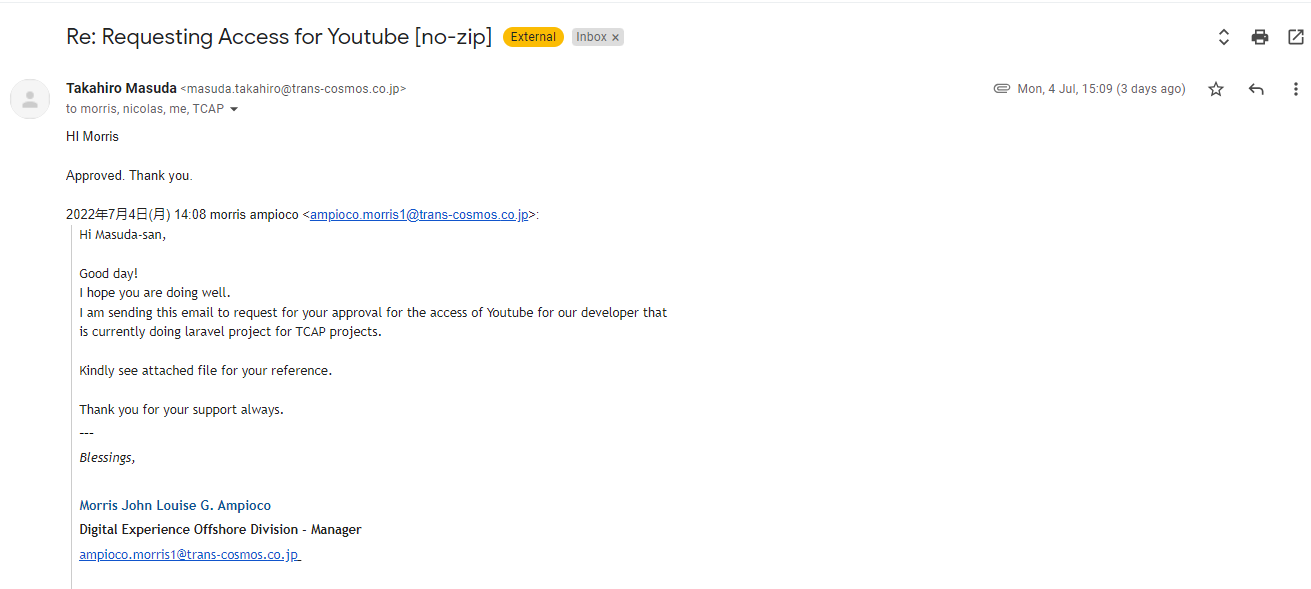 Re: Requesting Access for Youtube [no-zip] External Inbox ×
Takahiro Masuda <masuda.takahiro@trans-cosmos.co.jp> Mon, 4 Jul, 15:09 (3 days ago)
to morris, nicolas, me, TCAP
HI Morris
Approved. Thank you.
2022年7月4日(月) 14:08 morris ampioco <ampioco.morris1@trans-cosmos.co.jp>:
Hi Masuda-san,
Good day!
I hope you are doing well.
I am sending this email to request for your approval for the access of Youtube for our developer that
is currently doing laravel project for TCAP projects.
Kindly see attached file for your reference.
Thank you for your support always.
---
Blessings,
Morris John Louise G. Ampioco
Digital Experience Offshore Division - Manager
ampioco.morris1@trans-cosmos.co.jp